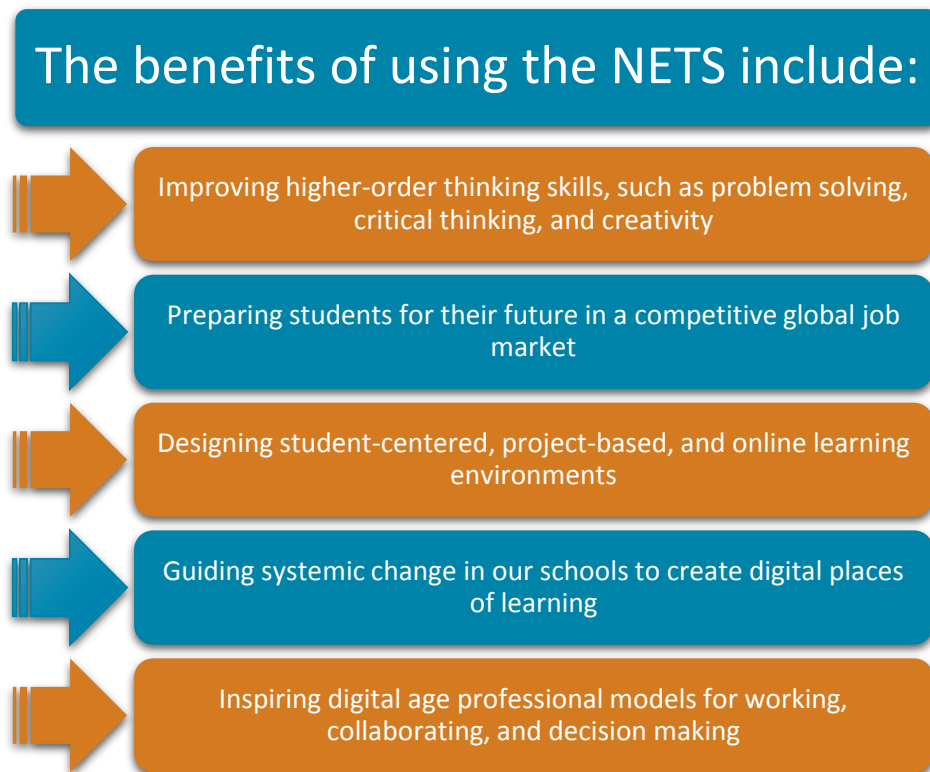 The benefits of using the NETS include:
Improving higher-order thinking skills, such as problem solving,
critical thinking, and creativity
Preparing students for their future in a competitive global job
market
Designing student-centered, project-based, and online learning
environments
Guiding systemic change in our schools to create digital places
of learning
Inspiring digital age professional models for working,
collaborating, and decision making